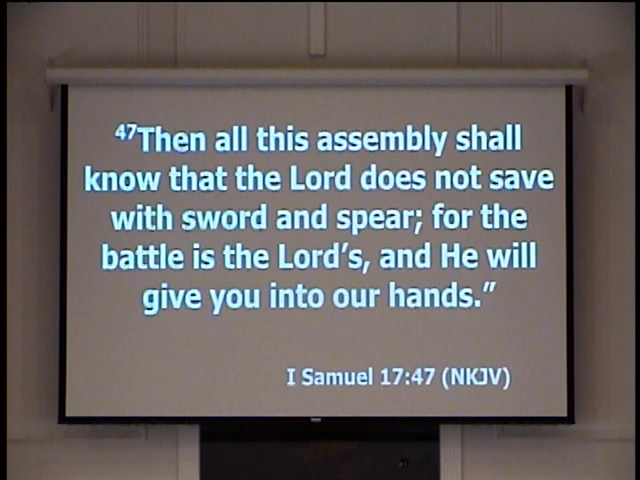 47Then all this assembly shall
know that the Lord does not save
with sword and spear; for the
battle is the Lord's, and He will
give you into our hands.”
I Samuel 17:47 (NKJV)